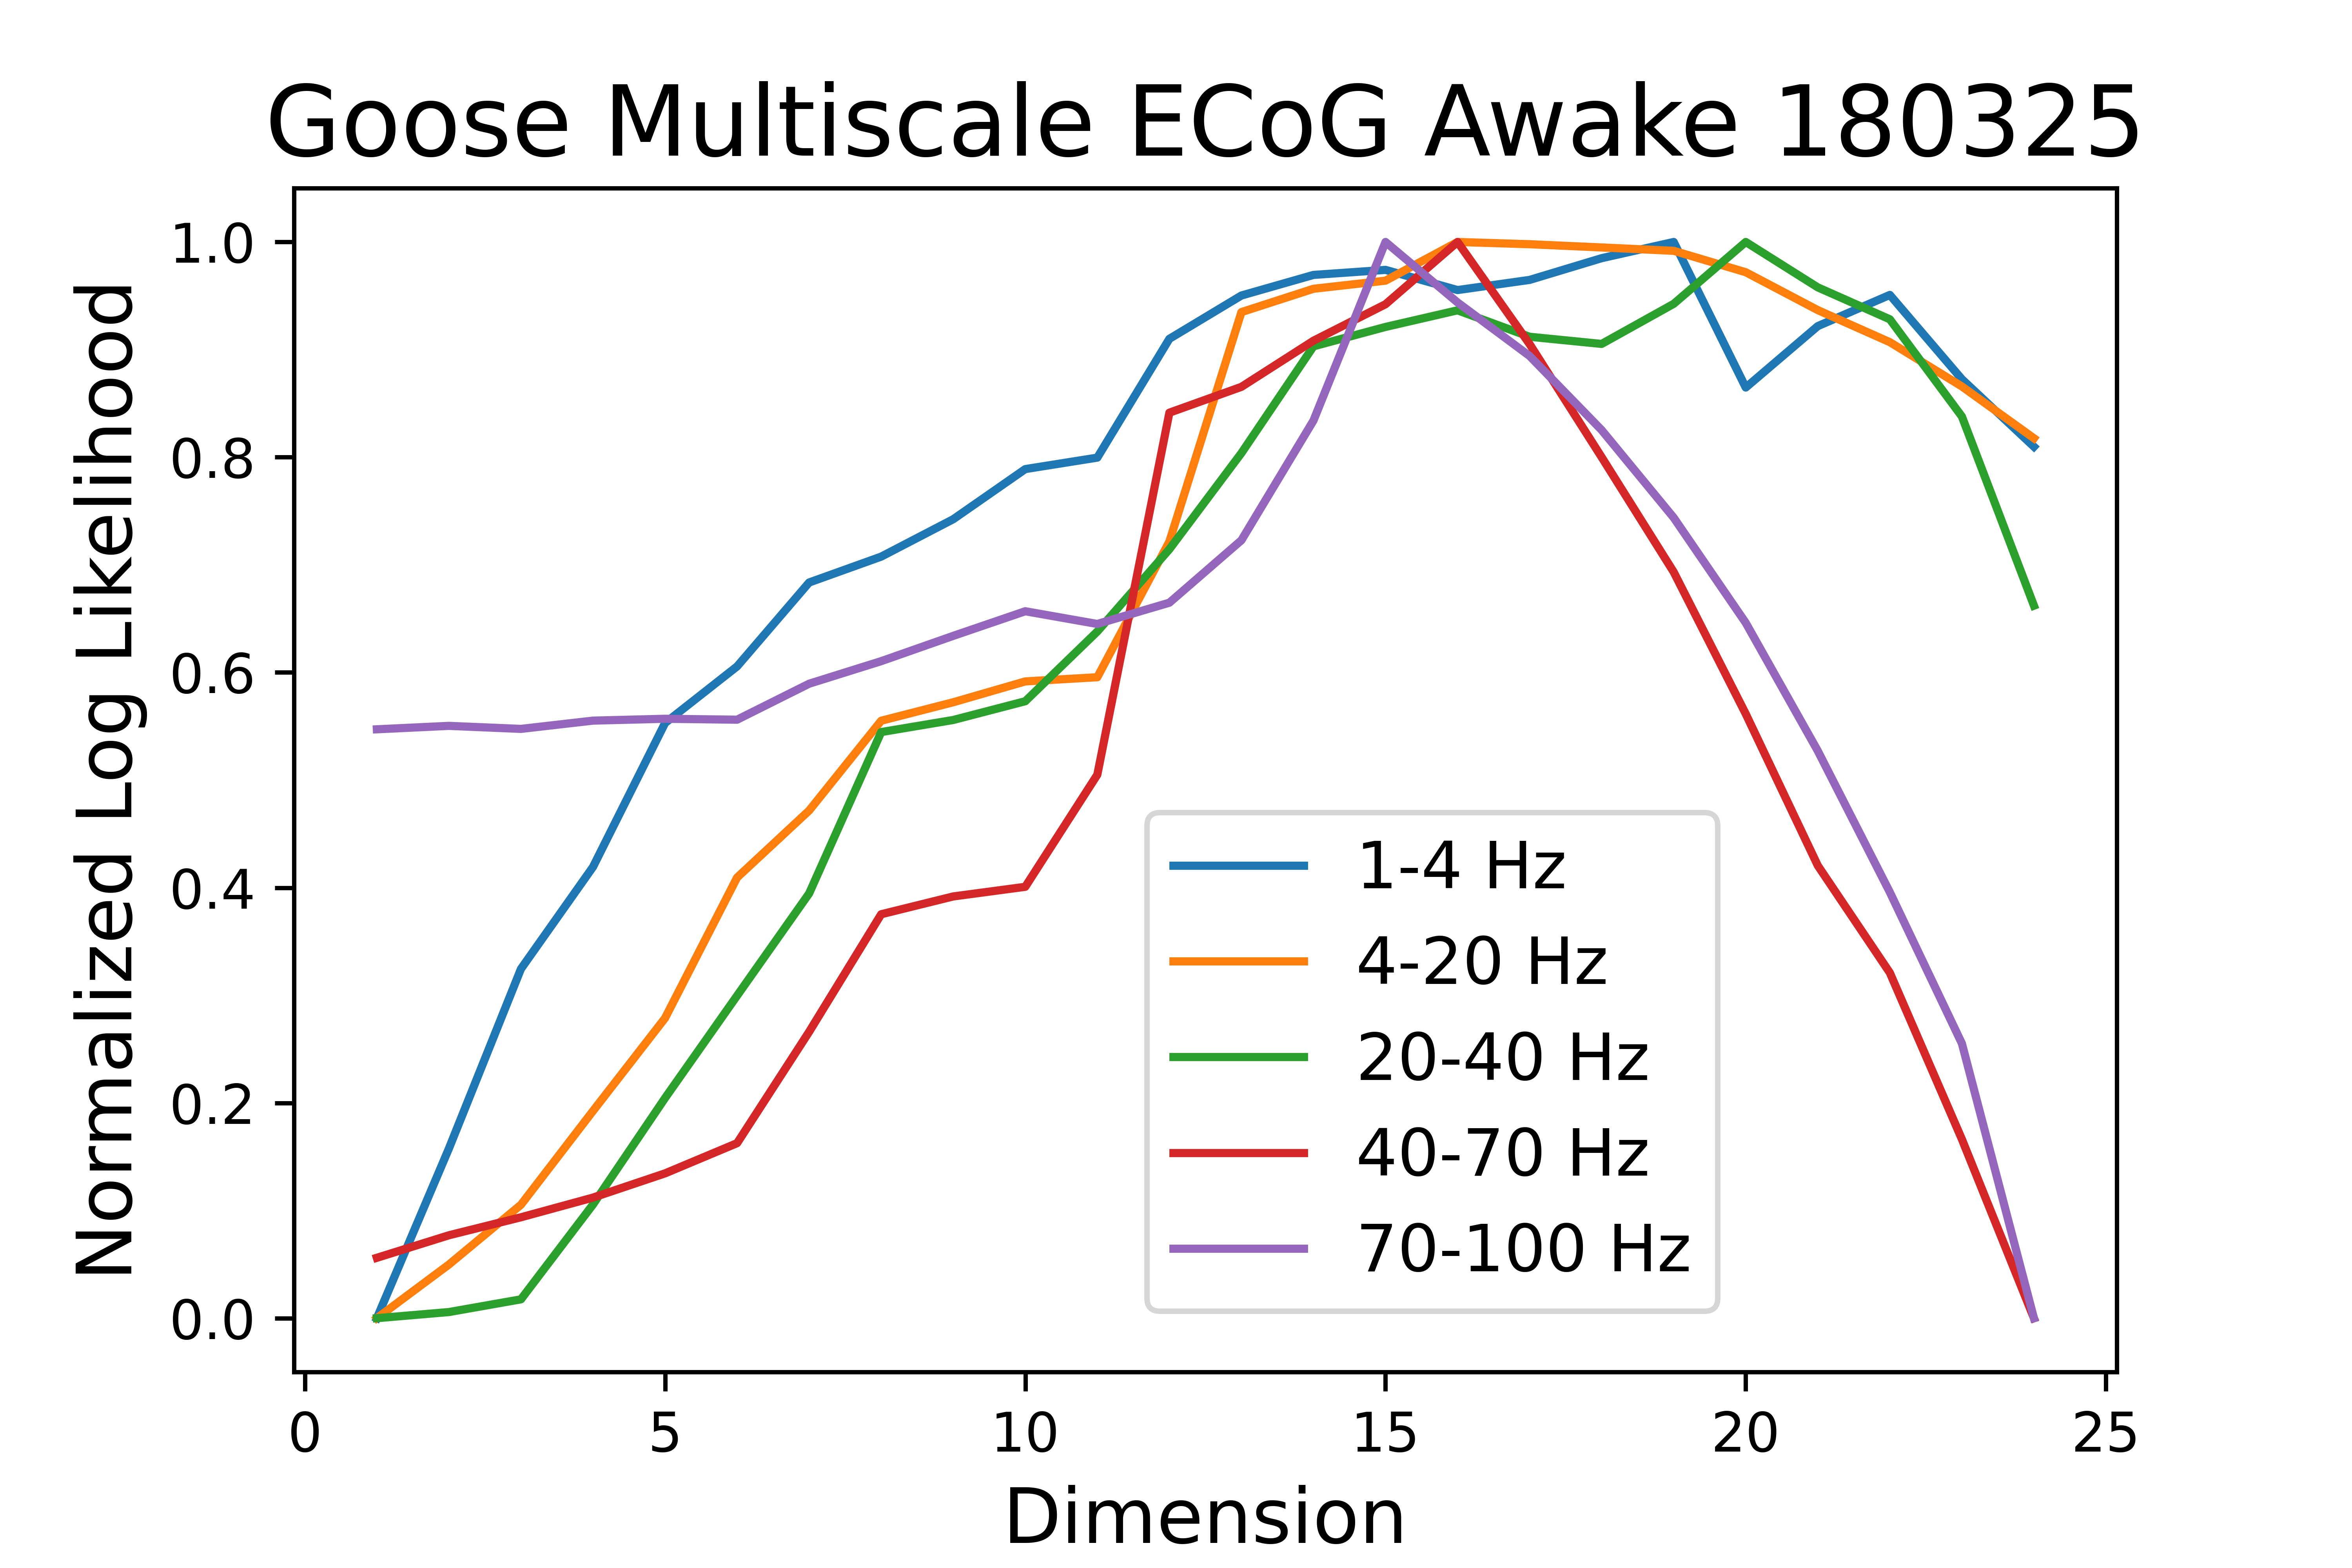 Goose Multiscale ECoG Awake 180325
Normalized Log Likelihood
1.0
0.8
0.6
0.4
0.2
0.0
1-4 Hz
4-20 Hz
20-40 Hz
40-70 Hz
70-100 Hz
0 5 10 15 20 25
Dimension